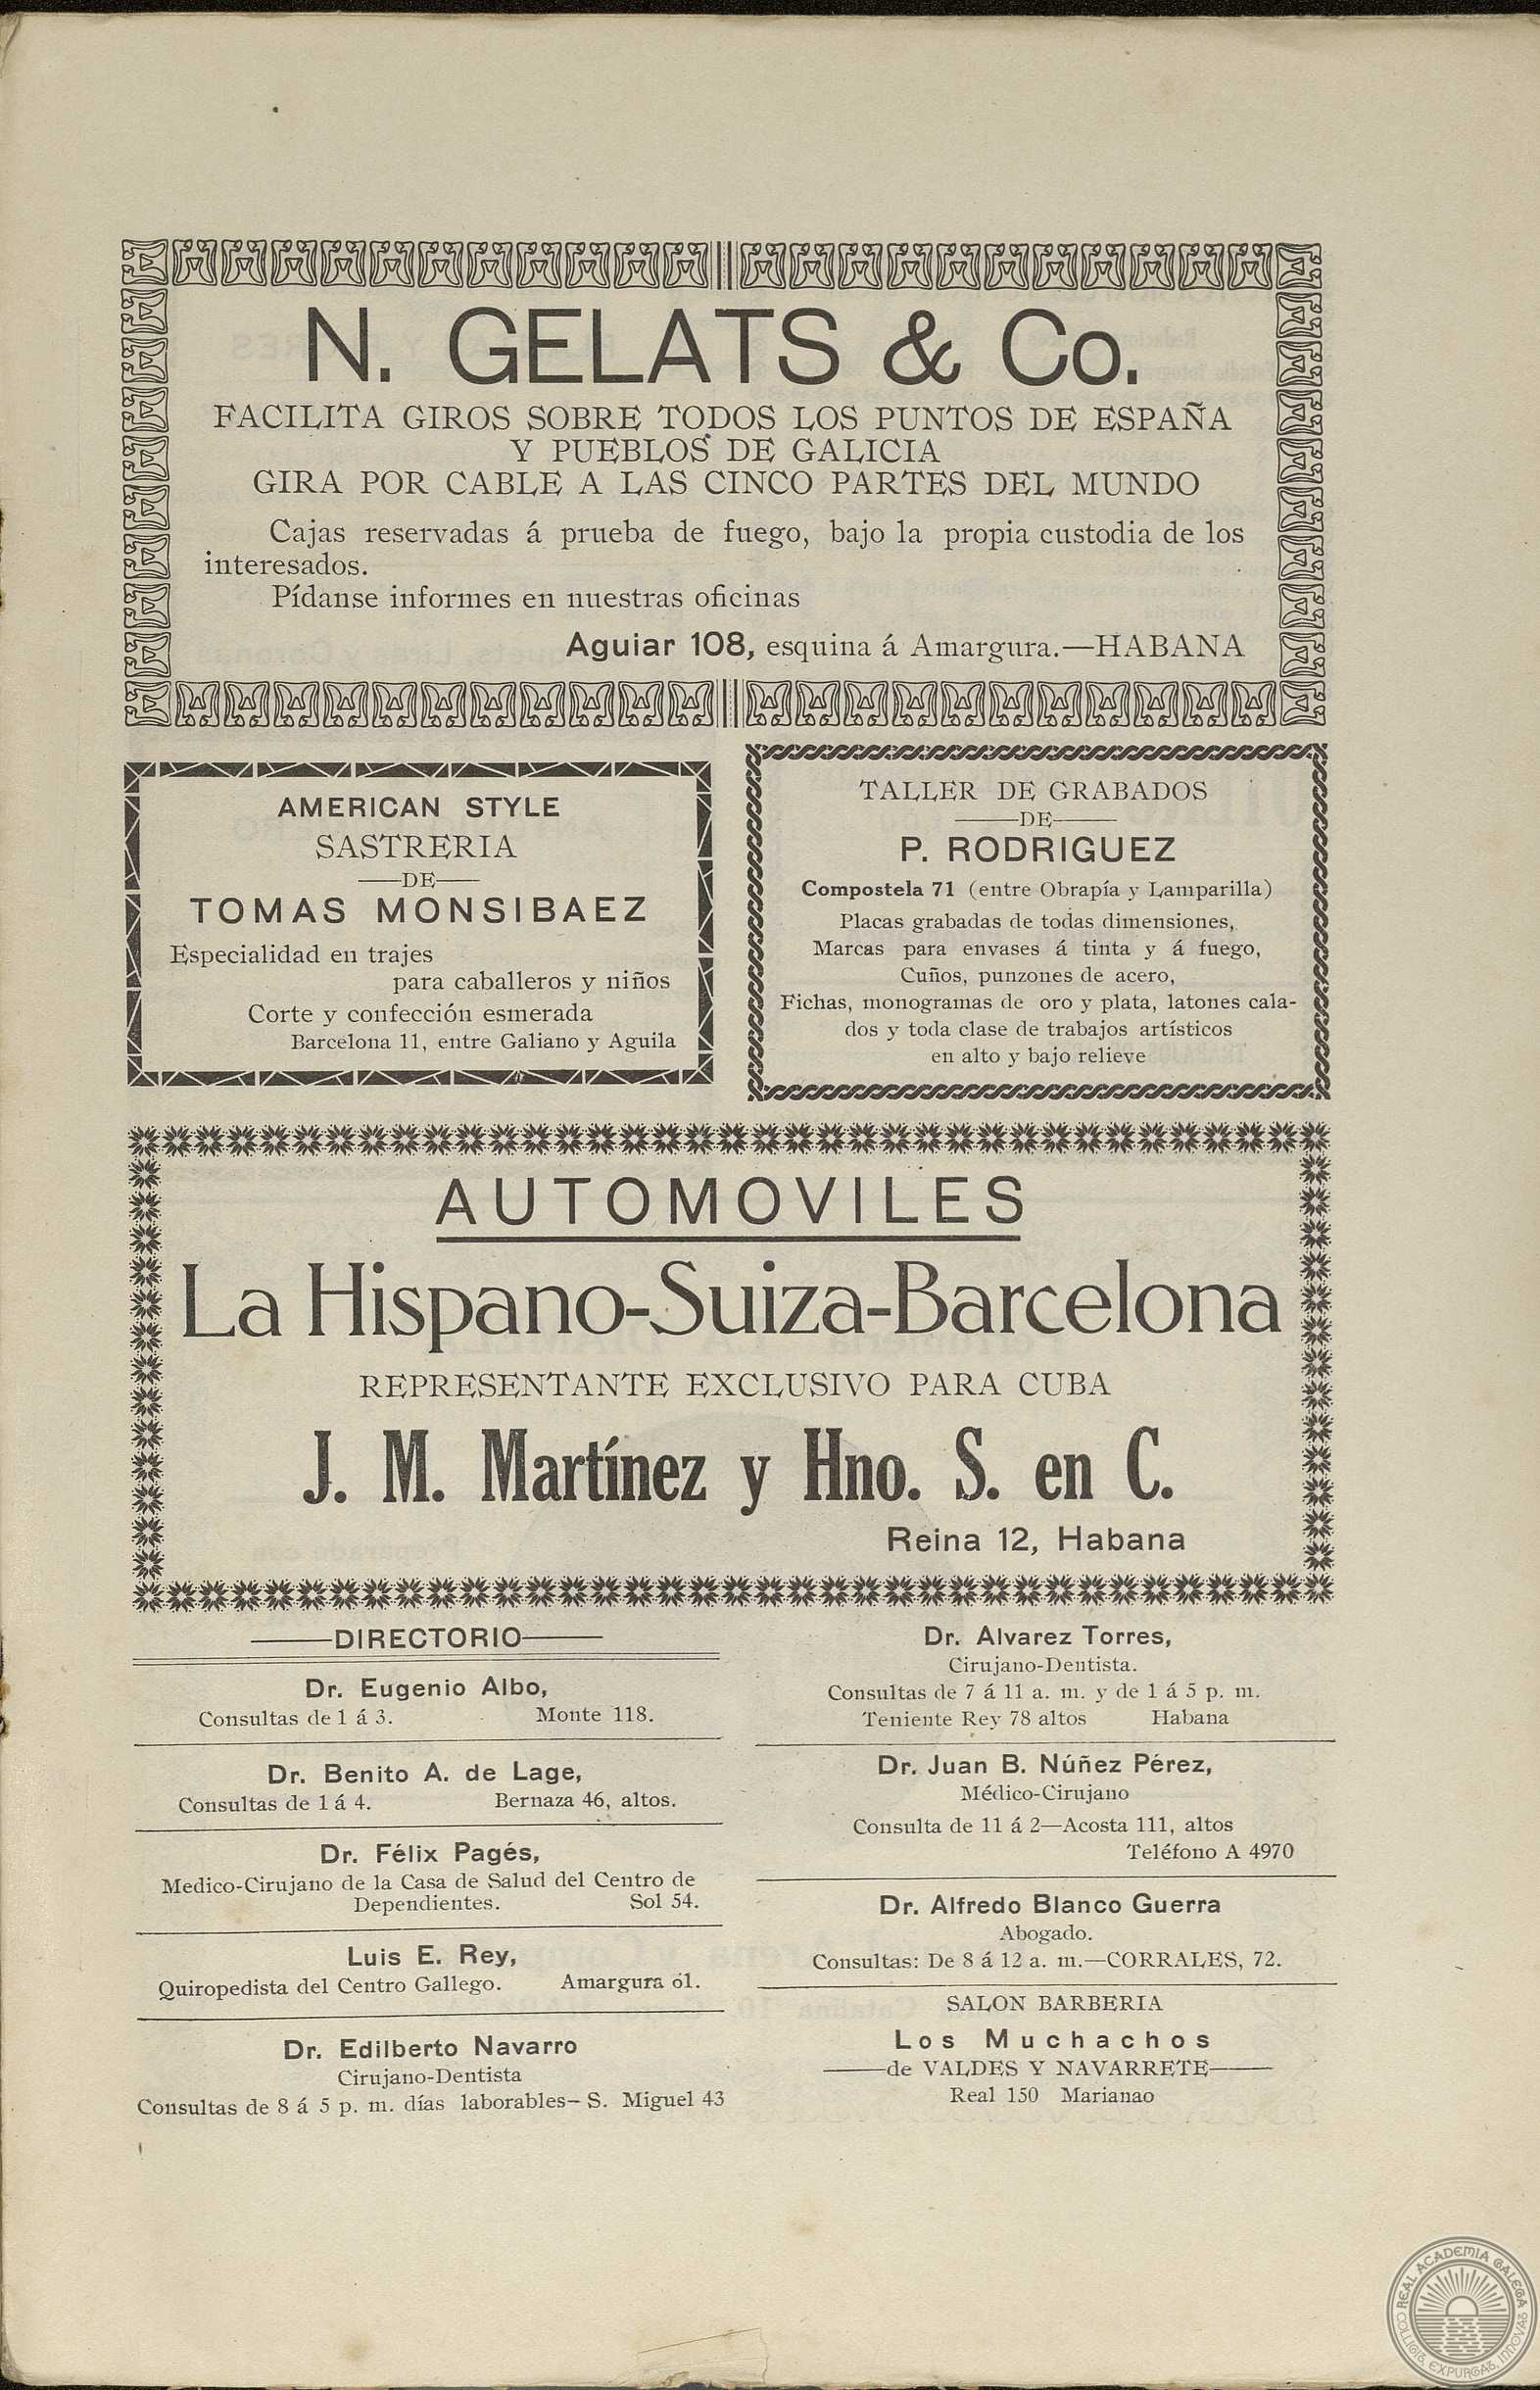 N. GELATS & Co.
FACILITA GIROS SOBRE TODOS LOS PUNTOS DE ESPAÑA
Y PUEBLOS DE GALICIA
GIRA POR CABLE A LAS CINCO PARTES DEL MUNDO
Cajas reservadas á prueba de fuego, bajo la propia custodia de los
interesados.
Pídanse informes en nuestras oficinas
Aguiar 108, esquina á Amargura.—HABANA
AMERICAN STYLE
SASTRERIA
—DE—
TOMAS MONSIBAEZ
Especialidad en trajes
para caballeros y niños
Corte y confección esmerada
Barcelona 11, entre Galiano y Aguila
TALLER DE GRABADOS
—DE—
P. RODRIGUEZ
Compostela 71 (entre Obrapía y Lamparilla)
Placas grabadas de todas dimensiones,
Marcas para envases á tinta y á fuego,
Cuños, punzones de acero,
Fichas, monogramas de oro y plata, latones cala-
dos y toda clase de trabajos artísticos
en alto y bajo relieve
AUTOMOVILES
La Hispano-Suiza-Barcelona
REPRESENTANTE EXCLUSIVO PARA CUBA
J. M. Martínez y Hno. S. en C.
Reina 12, Habana
—DIRECTORIO—
Dr. Eugenio Albo,
Consultas de 1 á 3. Monte 118.
Dr. Benito A. de Lage,
Consultas de 1 á 4. Bernaza 46, altos.
Dr. Félix Pagés,
Medico-Cirujano de la Casa de Salud del Centro de
Dependientes. Sol 54.
Luis E. Rey,
Quiropedista del Centro Gallego. Amargura
Dr. Edilberto Navarro
Cirujano-Dentista
Consultas de 8 á 5 p. m. días laborables—S. Miguel 43
Dr. Alvarez Torres,
Cirujano-Dentista.
Consultas de 7 á 11 a. m. y de 1 á 5 p. m.
Teniente Rey 78 altos Habana
Dr. Juan B. Núñez Pérez,
Médico-Cirujano
Consulta de 11 á 2—Acosta 111, altos
Teléfono A 4970
Dr. Alfredo Blanco Guerra
Abogado.
Consultas: De 8 á 12 a. m.—CORRALES, 72.
SALON BARBERIA
Los Muchachos
—de VALDES Y NAVARRETE—
Real 150 Marianao
REAL ACADEMIA GALEGA
COLLIGIT, EXPURGAT, INNOVAT